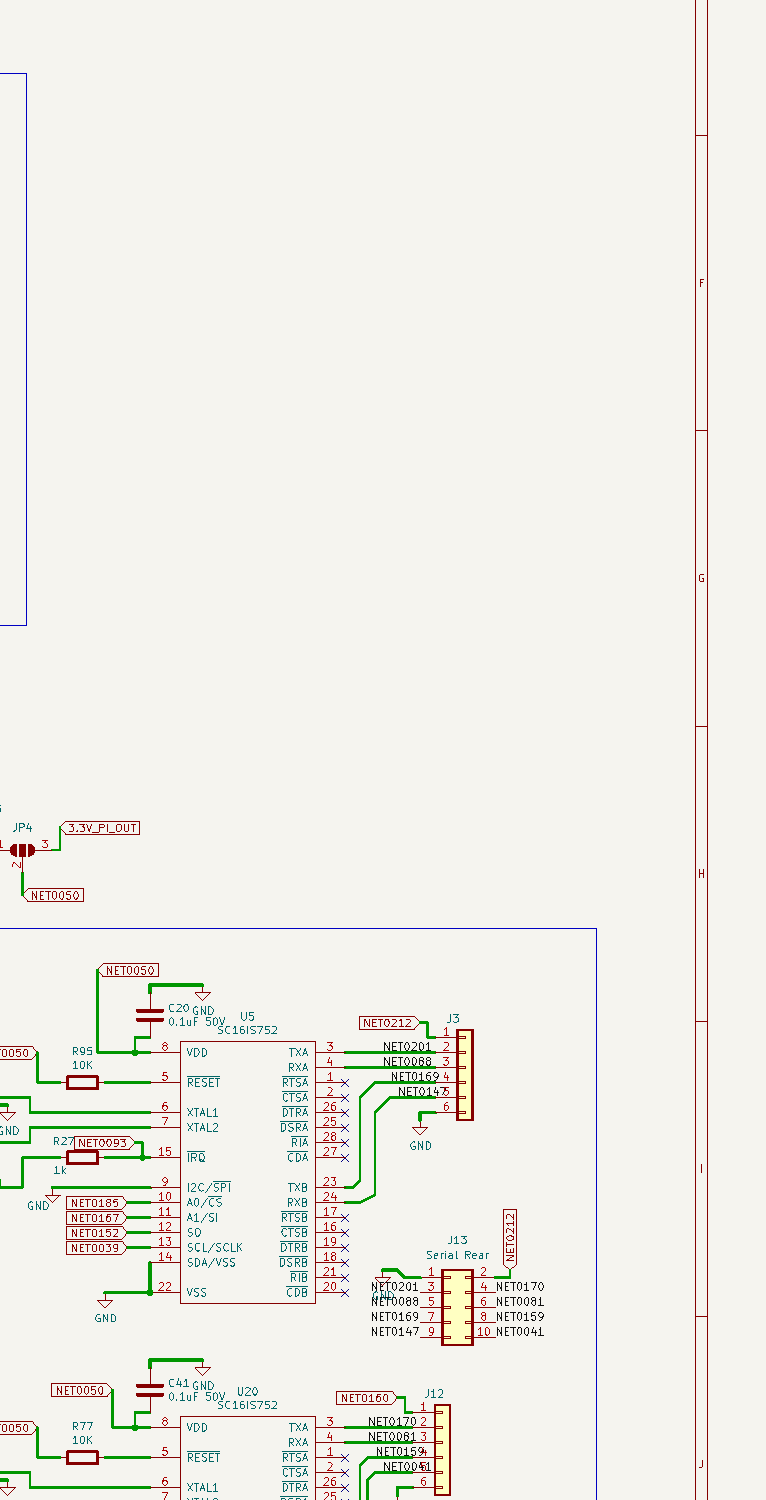 F
G
JP4
3.3V_PI_OUT
1
3
2
NET0050
H
NET0050
C20
GND
0.1uF 50V
U5
SC16IS752
NET0212
J3
0050
R95
10K
8
VDD
TXA
3
NET0201
1
2
RXA
4
NET0088
3
5
RESET
RTSA
1
NET0169
4
CTSA
2
NET0147
5
6
XTAL1
DTRA
26
6
GND
7
XTAL2
DSRA
25
GND
R27
NET0093
RIA
28
15
IRQ
CDA
27
1k
I
9
I2C/SPI
TXB
23
GND
NET0185
10
A0/CS
RXB
24
NET0167
11
A1/SI
RTSB
17
NET0152
12
SO
CTSB
16
NET0039
13
SCL/SCLK
DTRB
19
14
SDA/VSS
DSRB
18
RIB
21
22
VSS
CDB
20
GND
J13
Serial Rear
NET0212
1
2
GND
NET0201
3
4
NET0170
NET0088
5
6
NET0081
NET0169
7
8
NET0159
NET0147
9
10
NET0041
NET0050
C41
GND
0.1uF 50V
U20
SC16IS752
NET0160
J12
0050
R77
10K
8
VDD
TXA
3
NET0170
1
2
RXA
4
NET0081
3
5
RESET
RTSA
1
NET0159
4
CTSA
2
NET0041
5
6
XTAL1
DTRA
26
6
J